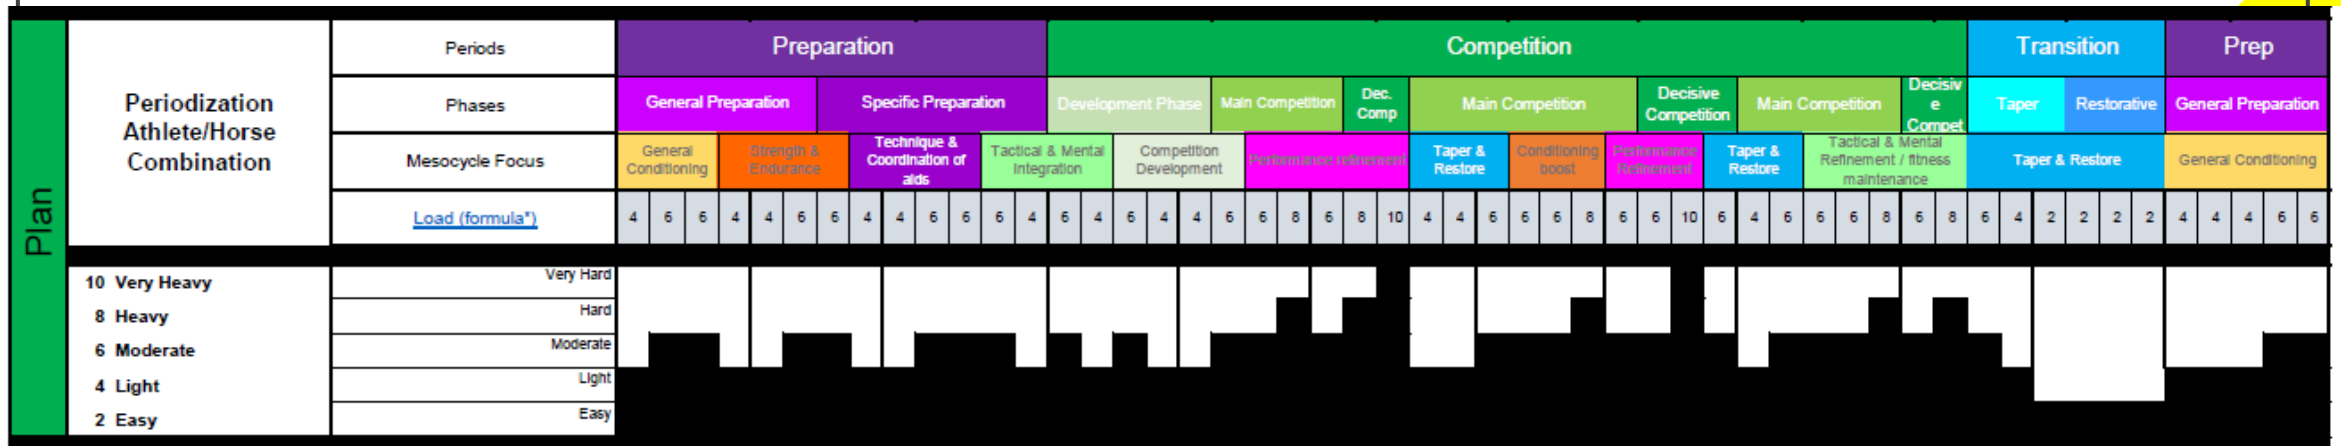 Plan
Periodization
Athlete/Horse
Combination
Periods
Preparation
Competition
Transition
Prep
Phases
General Preparation
Specific Preparation
Development Phase
Main Competition
Dec.
Comp
Main Competition
Decisive
Competition
Main Competition
Decisiv
e
Compet
Taper
Restorative
General Preparation
Mesocycle Focus
General
Conditioning
Strength &
Endurance
Technique &
Coordination of
aids
Tactical & Mental
Integration
Competition
Development
Performance refinement
Taper &
Restore
Conditioning
boost
Performance
Refinement
Taper &
Restore
Tactical & Mental
Refinement / fitness
maintenance
Taper & Restore
General Conditioning
Load (formula*)
4 6 6 4 4 6 6 4 4 6 6 6 4 6 4 6 4 4 6 6 8 6 8 10 4 4 6 6 6 8 6 6 10 6 4 6 6 6 8 6 8 6 4 2 2 2 2 4 4 4 6 6
10 Very Heavy
Very Hard
8 Heavy
Hard
6 Moderate
Moderate
4 Light
Light
2 Easy
Easy